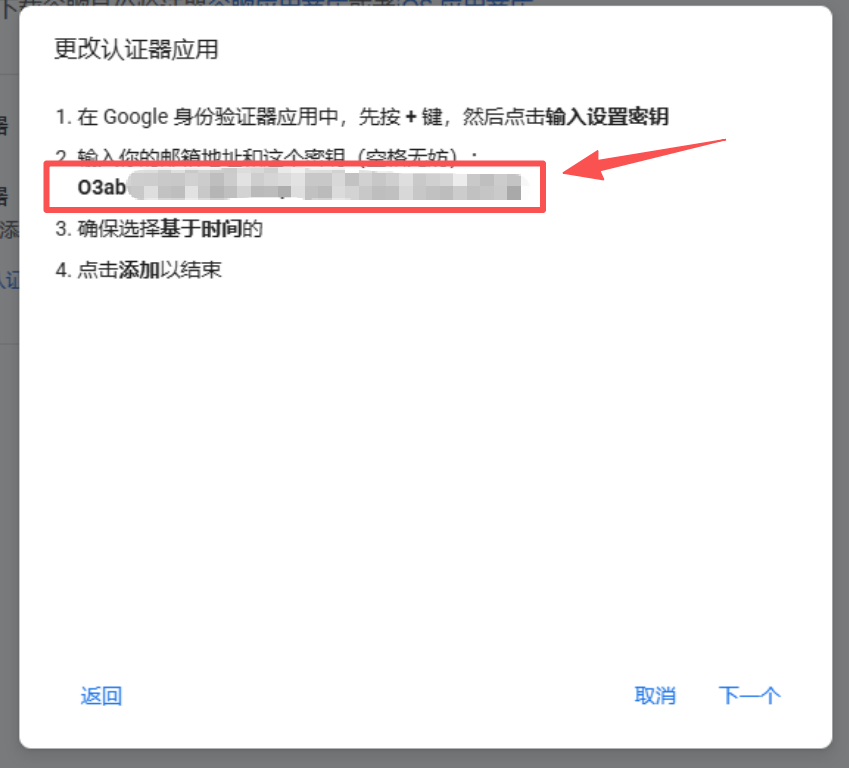 更改认证器应用
1. 在 Google 身份验证器应用中，先按 + 键，然后点击输入设置密钥
2. 输入你的邮箱地址和这个密钥（空格无妨）：
O3ab
3. 确保选择基于时间的
4. 点击添加以结束
返回
取消
下一个